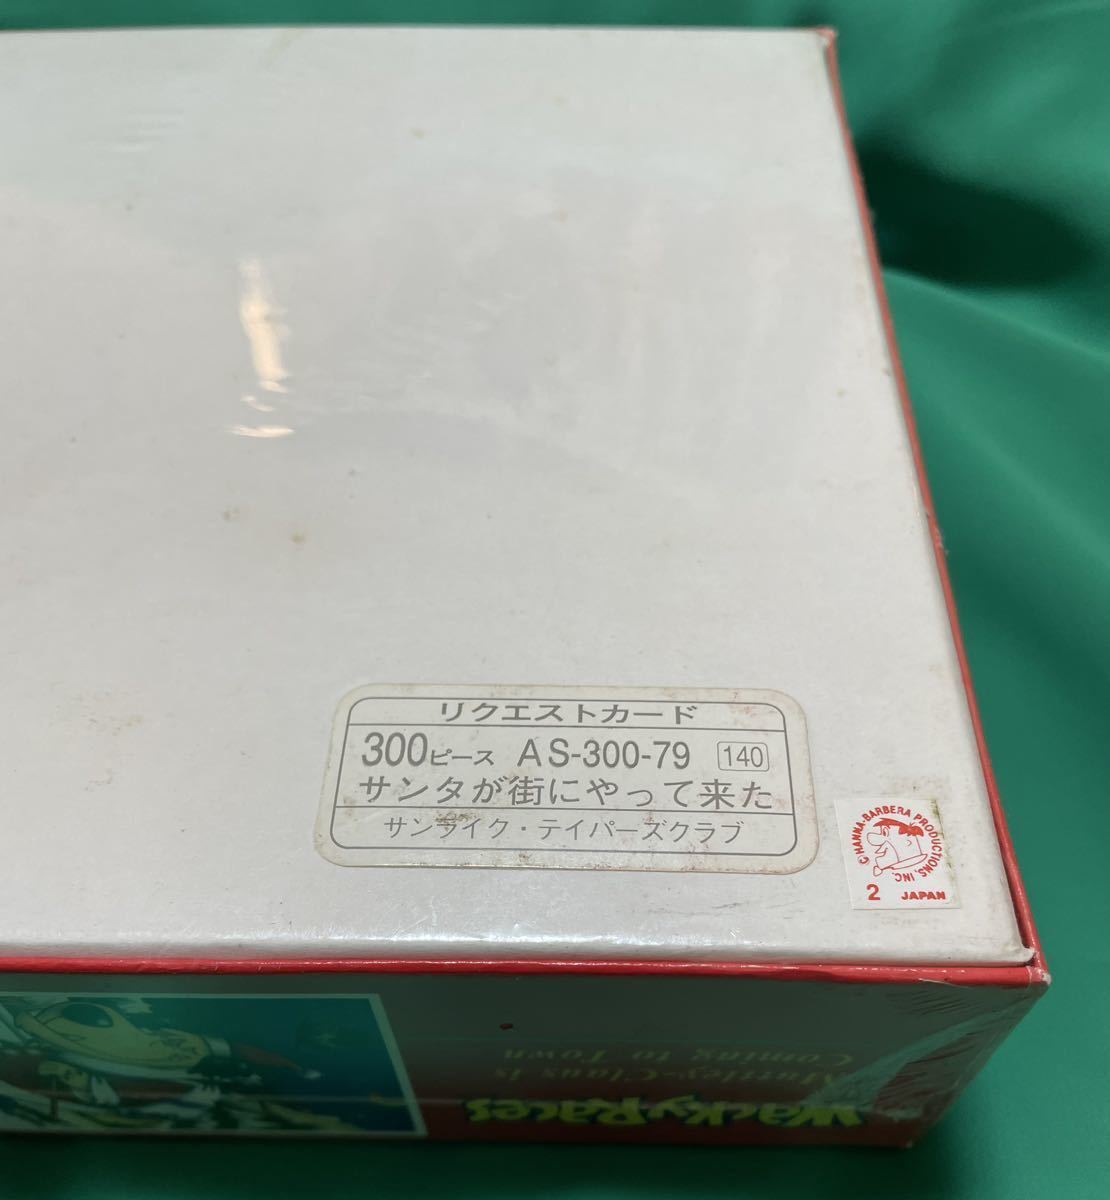 リクエストカード
300ピース AS-300-79 140
サンタが街にやって来た
サンライク・テイパーズクラブ
©HANNA-BARBERA PRODUCTIONS, INC.
2 JAPAN
Wacky Races
Muttley-Claus is
Coming to Town